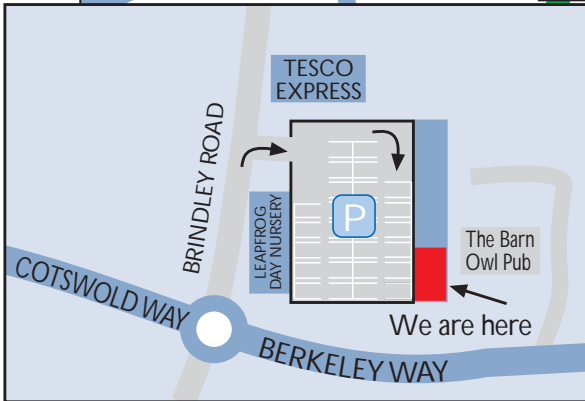 TESCO
EXPRESS
BRINDLEY ROAD
LEAPFROG
DAY NURSERY
P
The Barn
Owl Pub
We are here
COTSWOLD WAY
BERKELEY WAY